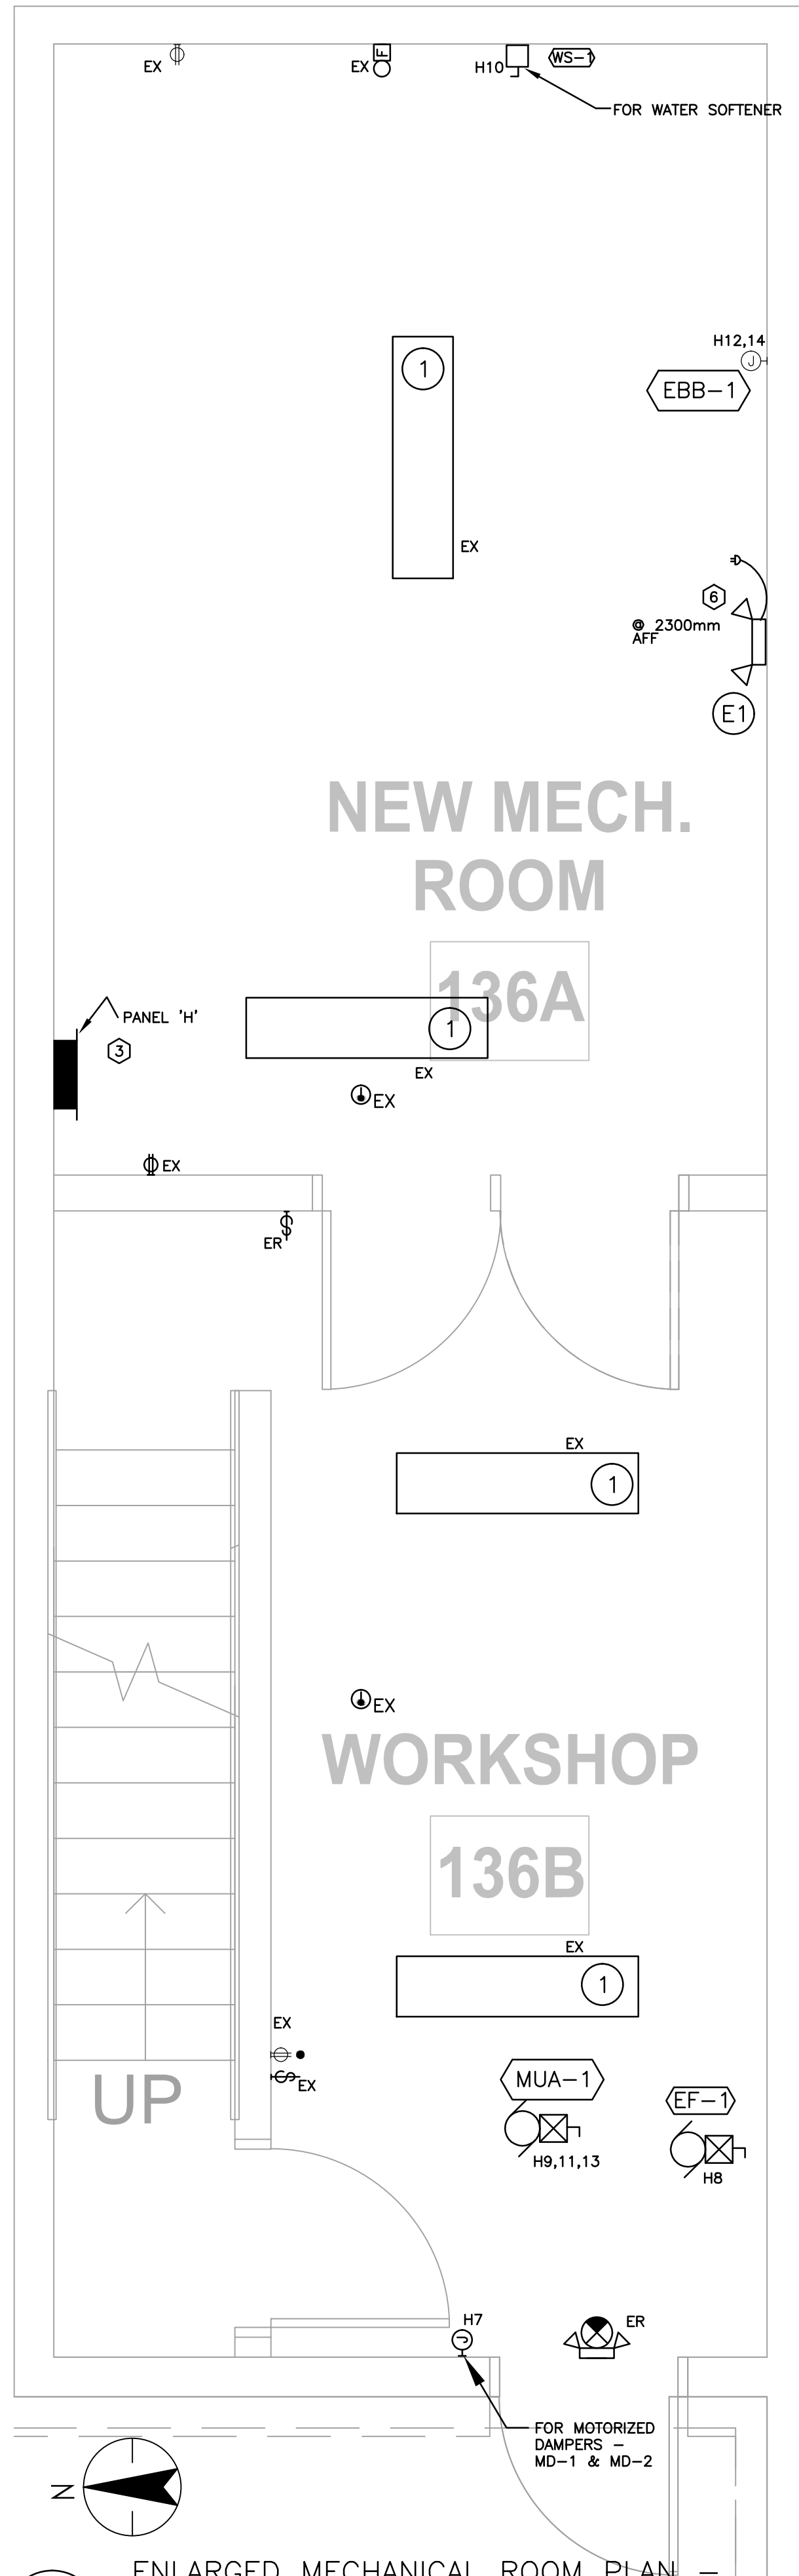 EX
F
EX
H10
WS-1
FOR WATER SOFTENER
H12,14
J
EBB-1
1
EX
6
@ 2300mm
AFF
E1
NEW MECH.
ROOM
136A
PANEL 'H'
3
1
EX
EX
EX
ER
EX
1
EX
WORKSHOP
136B
EX
1
EX
EX
UP
MUA-1
H9,11,13
EF-1
H8
H7
J
ER
FOR MOTORIZED
DAMPERS -
MD-1 & MD-2
N
ENLARGED MECHANICAL ROOM PLAN -